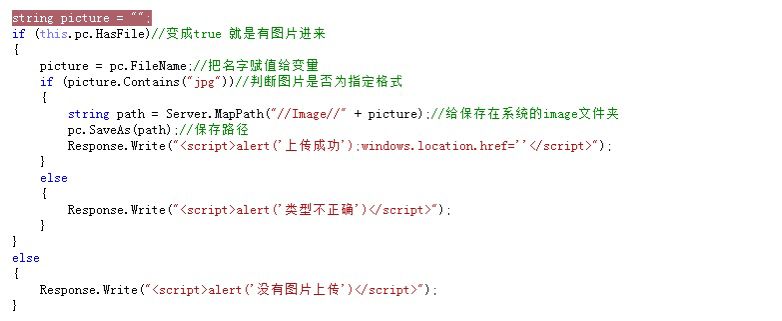 string picture = "";
if (this.pc.HasFile)//变成true 就是有图片进来
{
picture = pc.FileName;//把名字赋值给变量
if (picture.Contains("jpg"))//判断图片是否为指定格式
{
string path = Server.MapPath("//Image//" + picture);//给保存在系统的image文件夹
pc.SaveAs(path);//保存路径
Response.Write("<script>alert('上传成功');windows.location.href=''</script>");
}
else
{
Response.Write("<script>alert('类型不正确')</script>");
}
}
else
{
Response.Write("<script>alert('没有图片上传')</script>");
}